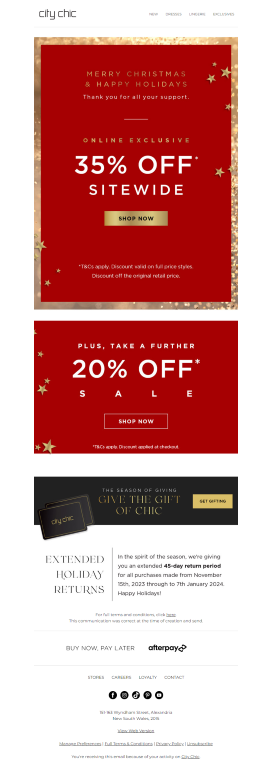 city chic
NEW DRESSES LINGERIE SALE/SAVED
MERRY CHRISTMAS
& HAPPY HOLIDAYS
Thank you for all your support.
ONLINE EXCLUSIVE
35% OFF*
SITEWIDE
SHOP NOW
*T&Cs apply. Discount valid on full price styles.
Discount off the original retail price.
PLUS, TAKE A FURTHER
20% OFF*
SALE
SHOP NOW
*T&Cs apply. Discount applied at checkout.
THE SEASON OF GIVING
GIVE THE GIFT
OF CHIC
GET GIFTING
city chic
EXTENDED
HOLIDAY
RETURNS
In the spirit of the season, we're giving
you an extended 45-day return period
for all purchases made from November
15th, 2023 through to 7th January 2024.
Happy Holidays!
For full terms and conditions, click here
This communication was correct at the time of creation and send.
BUY NOW, PAY LATER afterpay
STORES CAREERS LOYALTY CONTACT
151-163 Wyndham Street, Alexandria
New South Wales, 2015
View Web Version
Manage Preferences | Full Terms & Conditions | Privacy Policy | Unsubscribe
You're receiving this email because of your activity on City Chic